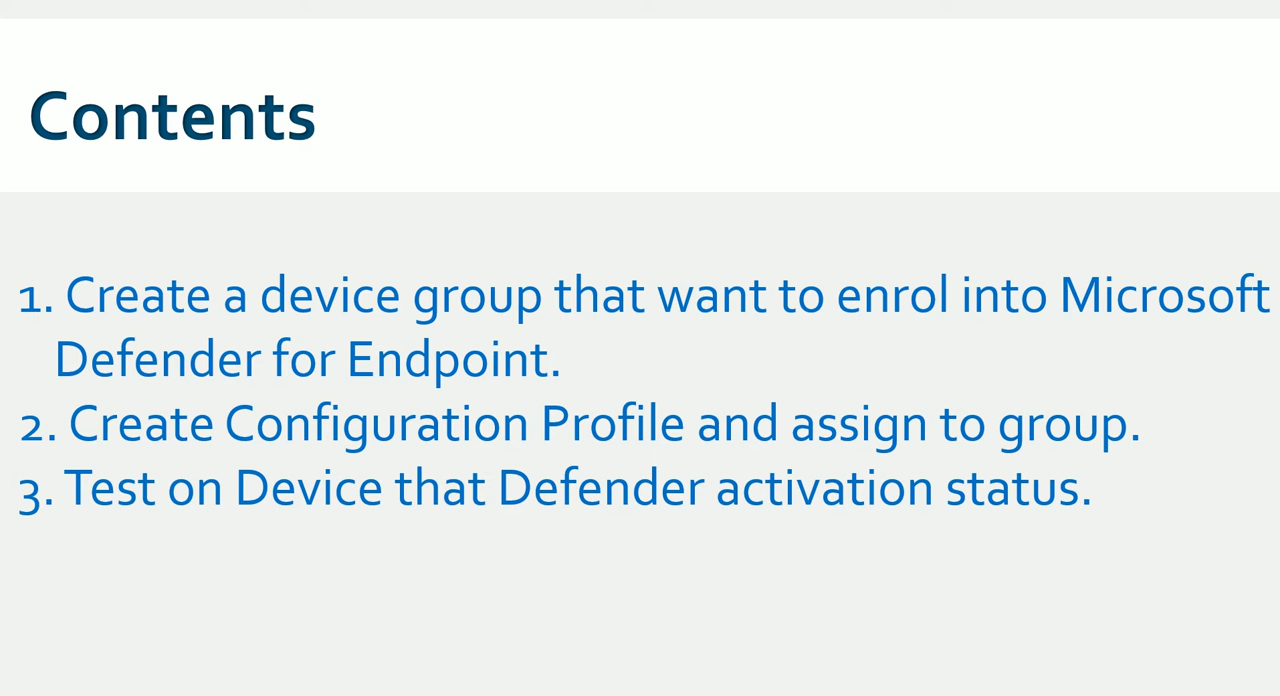 Contents
1. Create a device group that want to enrol into Microsoft
Defender for Endpoint.
2. Create Configuration Profile and assign to group.
3. Test on Device that Defender activation status.